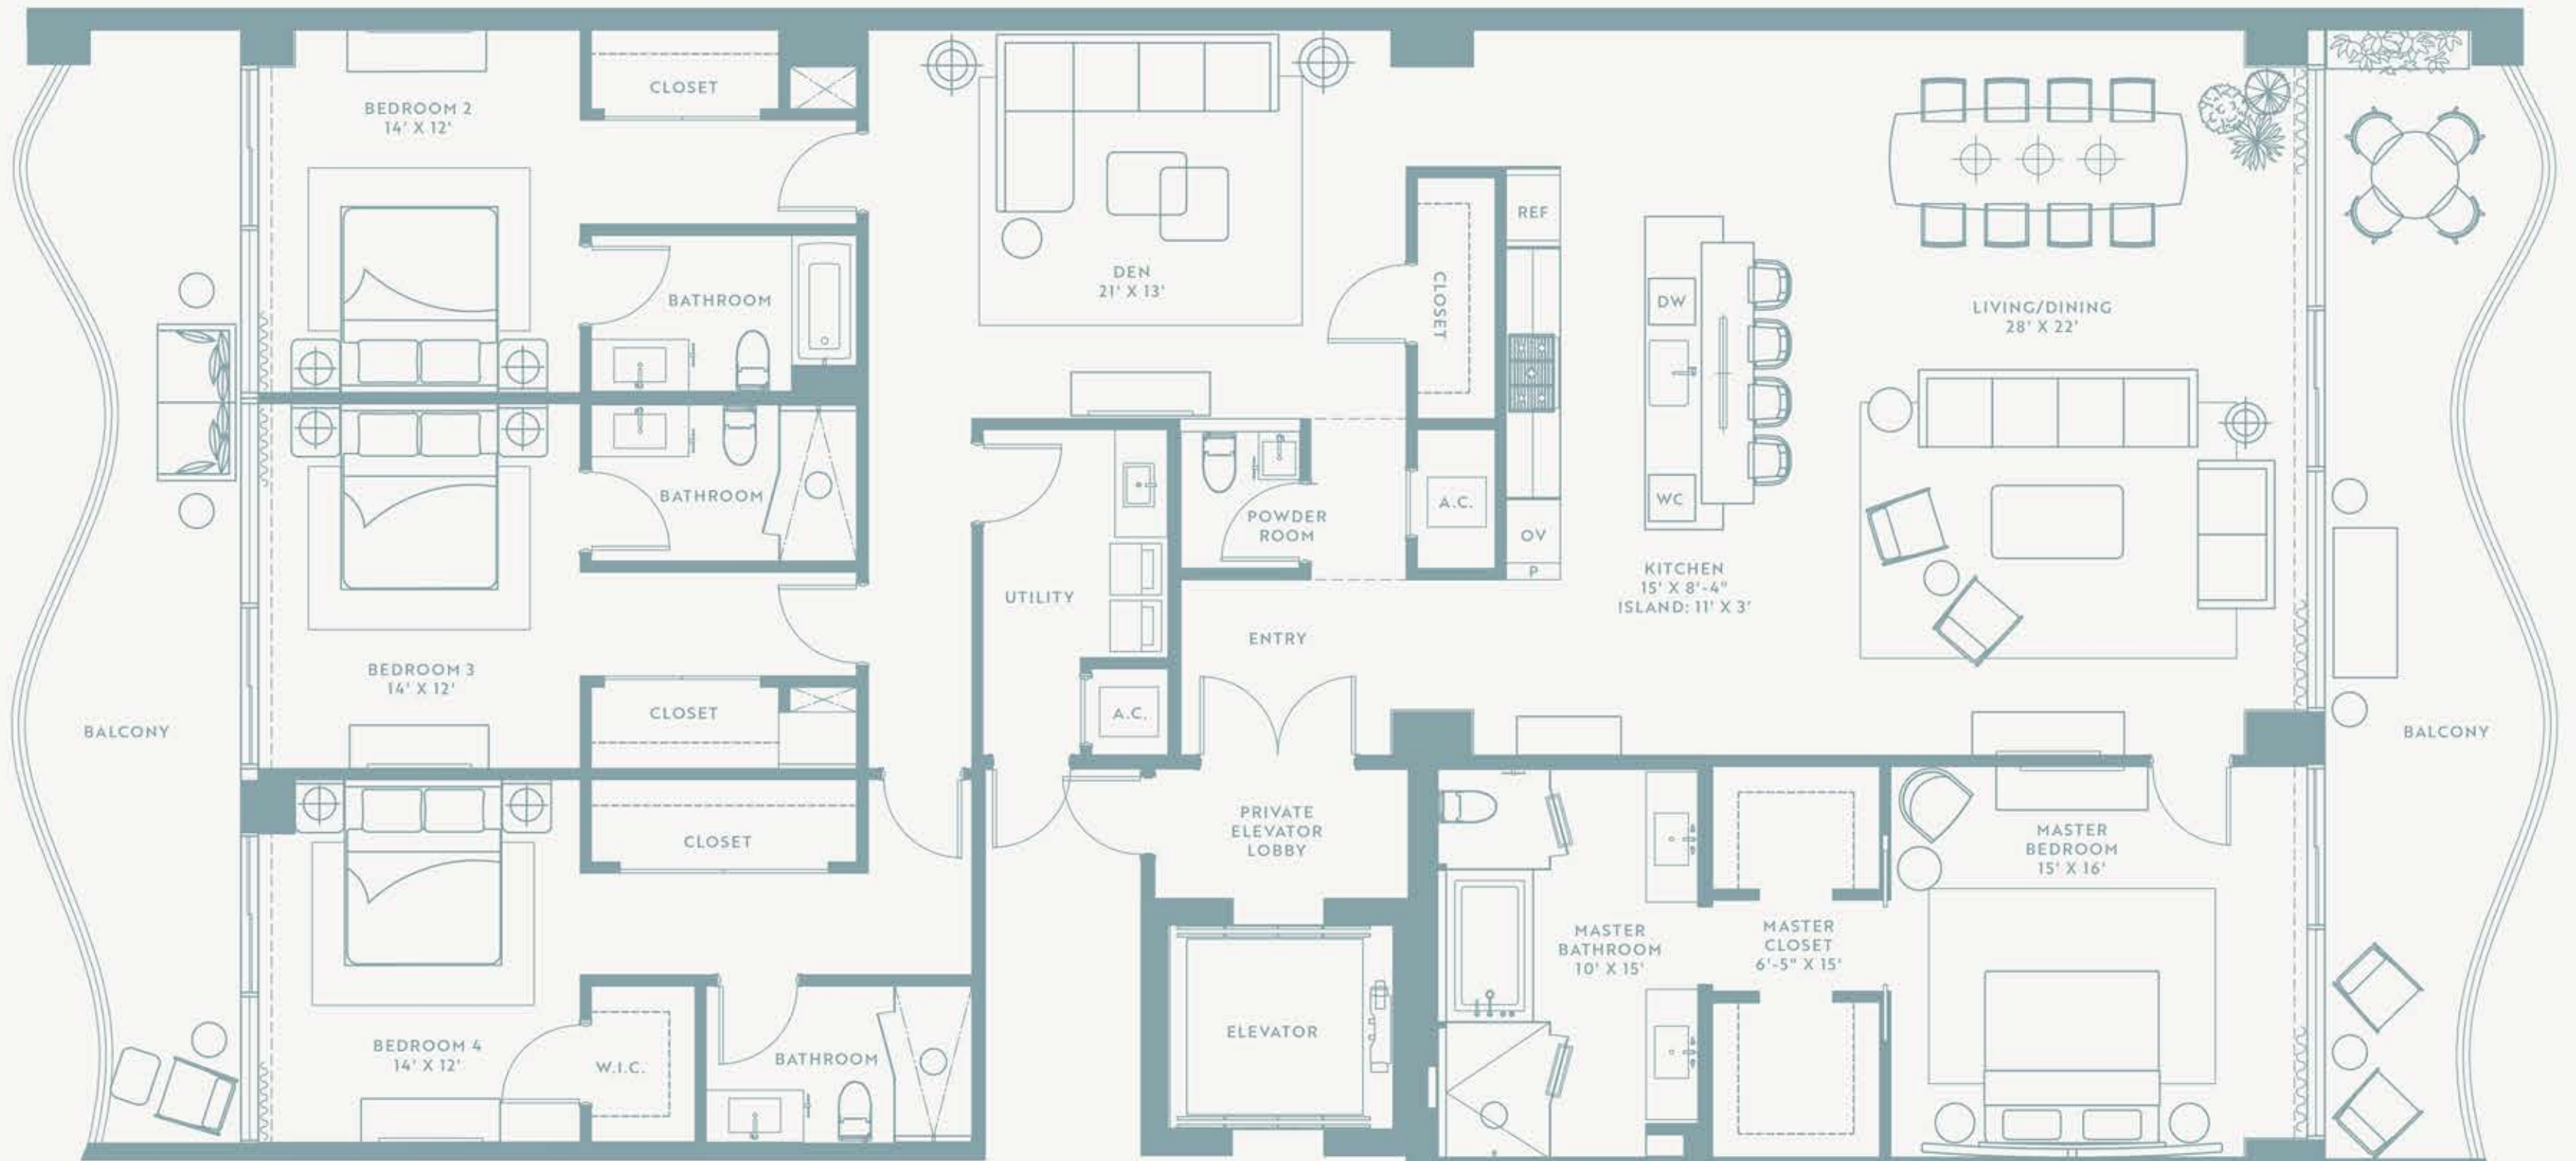 BEDROOM 2
14' X 12'
CLOSET
BATHROOM
DEN
21' X 13'
CLOSET
REF
DW
LIVING/DINING
28' X 22'
BATHROOM
POWDER
ROOM
A.C.
OV
P
WC
KITCHEN
15' X 8'-4"
ISLAND: 11' X 3'
UTILITY
ENTRY
BEDROOM 3
14' X 12'
CLOSET
A.C.
BALCONY
BALCONY
CLOSET
PRIVATE
ELEVATOR
LOBBY
MASTER
BEDROOM
15' X 16'
MASTER
BATHROOM
10' X 15'
MASTER
CLOSET
6'-5" X 15'
BEDROOM 4
14' X 12'
W.I.C.
BATHROOM
ELEVATOR